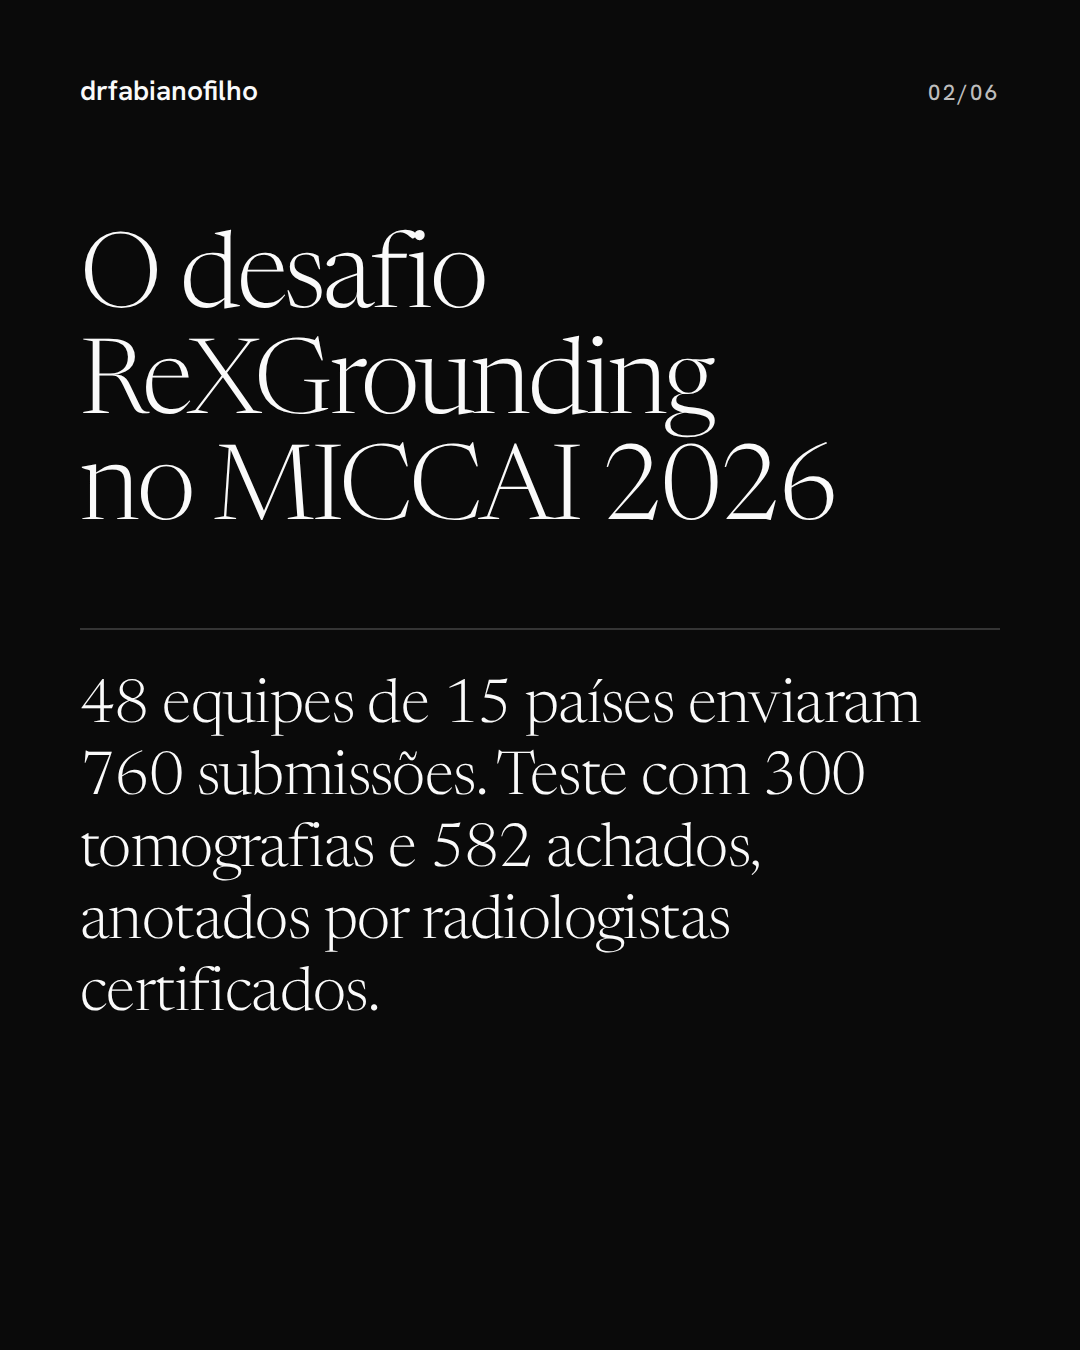 drfabianofilho
02/06
O desafio
ReXGrounding
no MICCAI 2026
48 equipes de 15 países enviaram
760 submissões. Teste com 300
tomografias e 582 achados,
anotados por radiologistas
certificados.